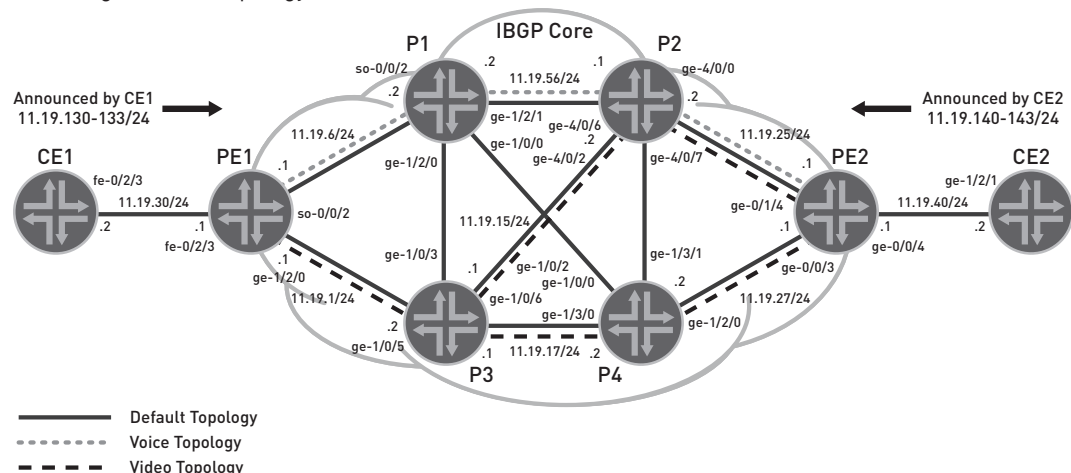 IBGP Core
P1
P2
so-0/0/2
.2
.1
ge-4/0/0
11.19.56/24
.2
.2
Announced by CE1
11.19.130-133/24
Announced by CE2
11.19.140-143/24
ge-1/2/1
ge-4/0/6
11.19.6/24
11.19.25/24
ge-1/0/0
.2
CE1
PE1
ge-1/2/0
ge-4/0/2
ge-4/0/7
PE2
CE2
.1
.1
fe-0/2/3
ge-1/2/1
11.19.30/24
ge-0/1/4
11.19.40/24
so-0/0/2
11.19.15/24
.2
.1
.1
.1
.2
fe-0/2/3
ge-0/0/4
ge-1/0/3
ge-1/3/1
.1
ge-1/0/2
ge-0/0/3
ge-1/2/0
.1
ge-1/0/0
.2
11.19.1/24
ge-1/0/6
11.19.27/24
ge-1/3/0
.2
ge-1/2/0
ge-1/0/5
.1
11.19.17/24
.2
P3
P4
Default Topology
Voice Topology
Video Topology